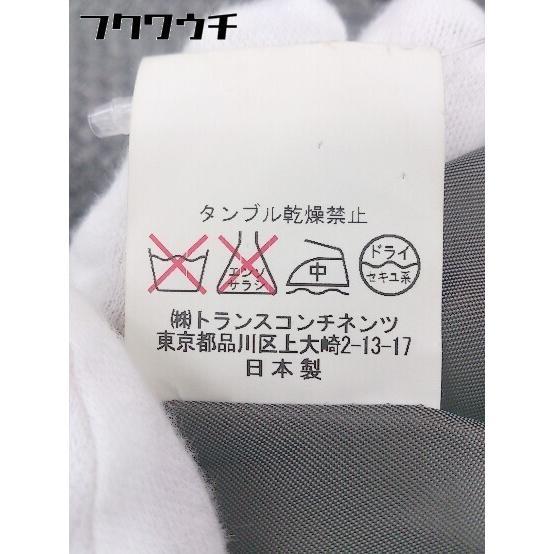 フクウクチ
タンブル乾燥禁止
エンソ
サラシ
中
ドライ
セキユ系
㈱トランスコンチネンツ
東京都品川区上大崎2-13-17
日本製